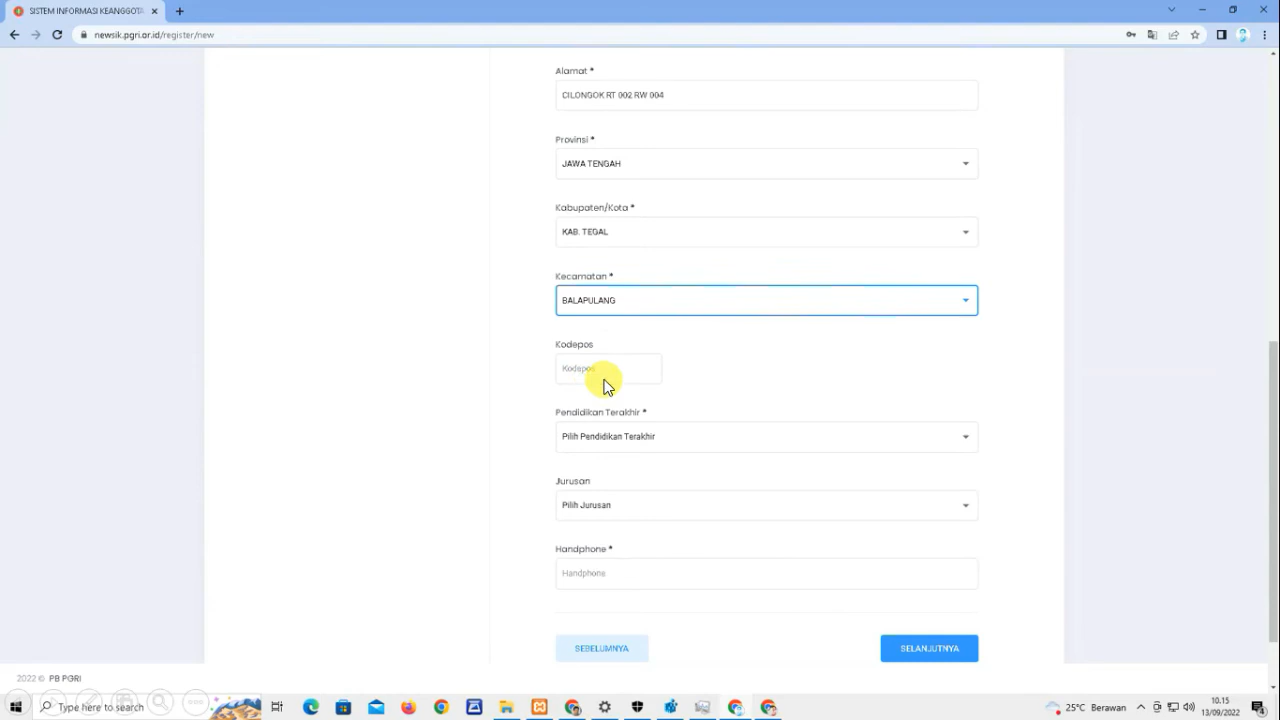 SISTEM INFORMASI KEANGGOTA
newsik.pgri.or.id/register/new
Alamat *
CILONGOK RT 002 RW 004
Provinsi *
JAWA TENGAH
Kabupaten/Kota *
KAB. TEGAL
Kecamatan *
BALAPULANG
Kodepos
Kodepos
Pendidikan Terakhir *
Pilih Pendidikan Terakhir
Jurusan
Pilih Jurusan
Handphone *
Handphone
SEBELUMNYA
SELANJUTNYA
2022 © PB PGRI
Type here to search
25°C Berawan
10.15
13/09/2022
4